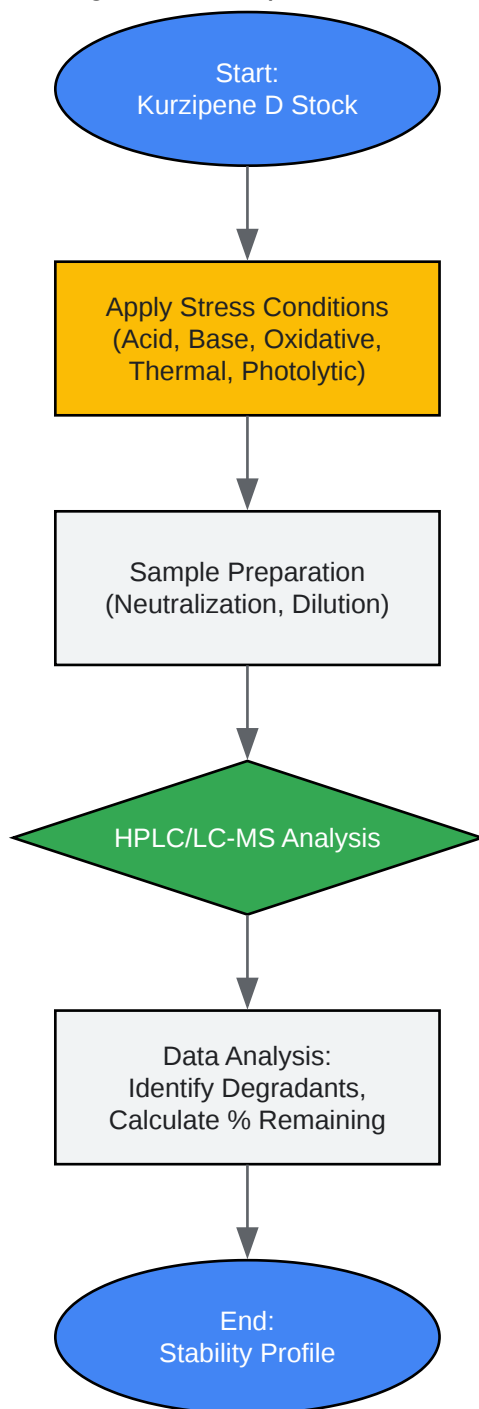 Start:
Kurzipene D Stock
Apply Stress Conditions
(Acid, Base, Oxidative,
Thermal, Photolytic)
Sample Preparation
(Neutralization, Dilution)
HPLC/LC-MS Analysis
Data Analysis:
Identify Degradants,
Calculate % Remaining
End:
Stability Profile